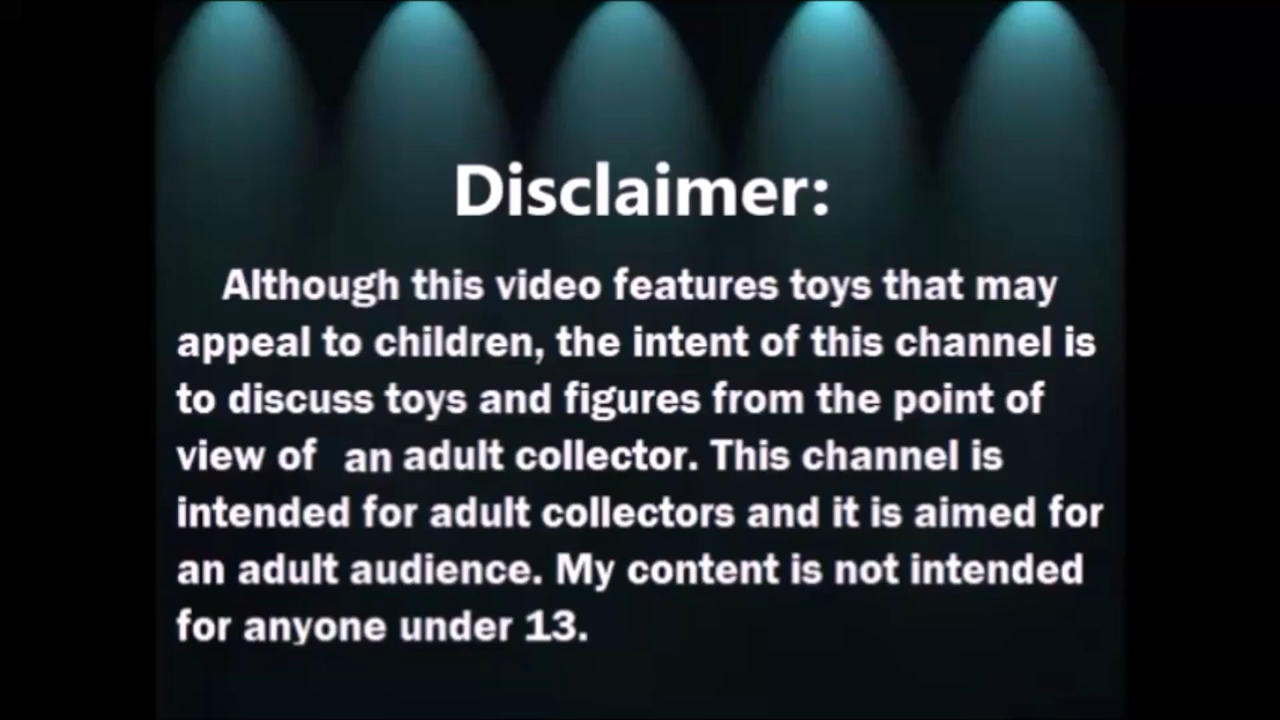 Disclaimer:
Although this video features toys that may
appeal to children, the intent of this channel is
to discuss toys and figures from the point of
view of an adult collector. This channel is
intended for adult collectors and it is aimed for
an adult audience. My content is not intended
for anyone under 13.